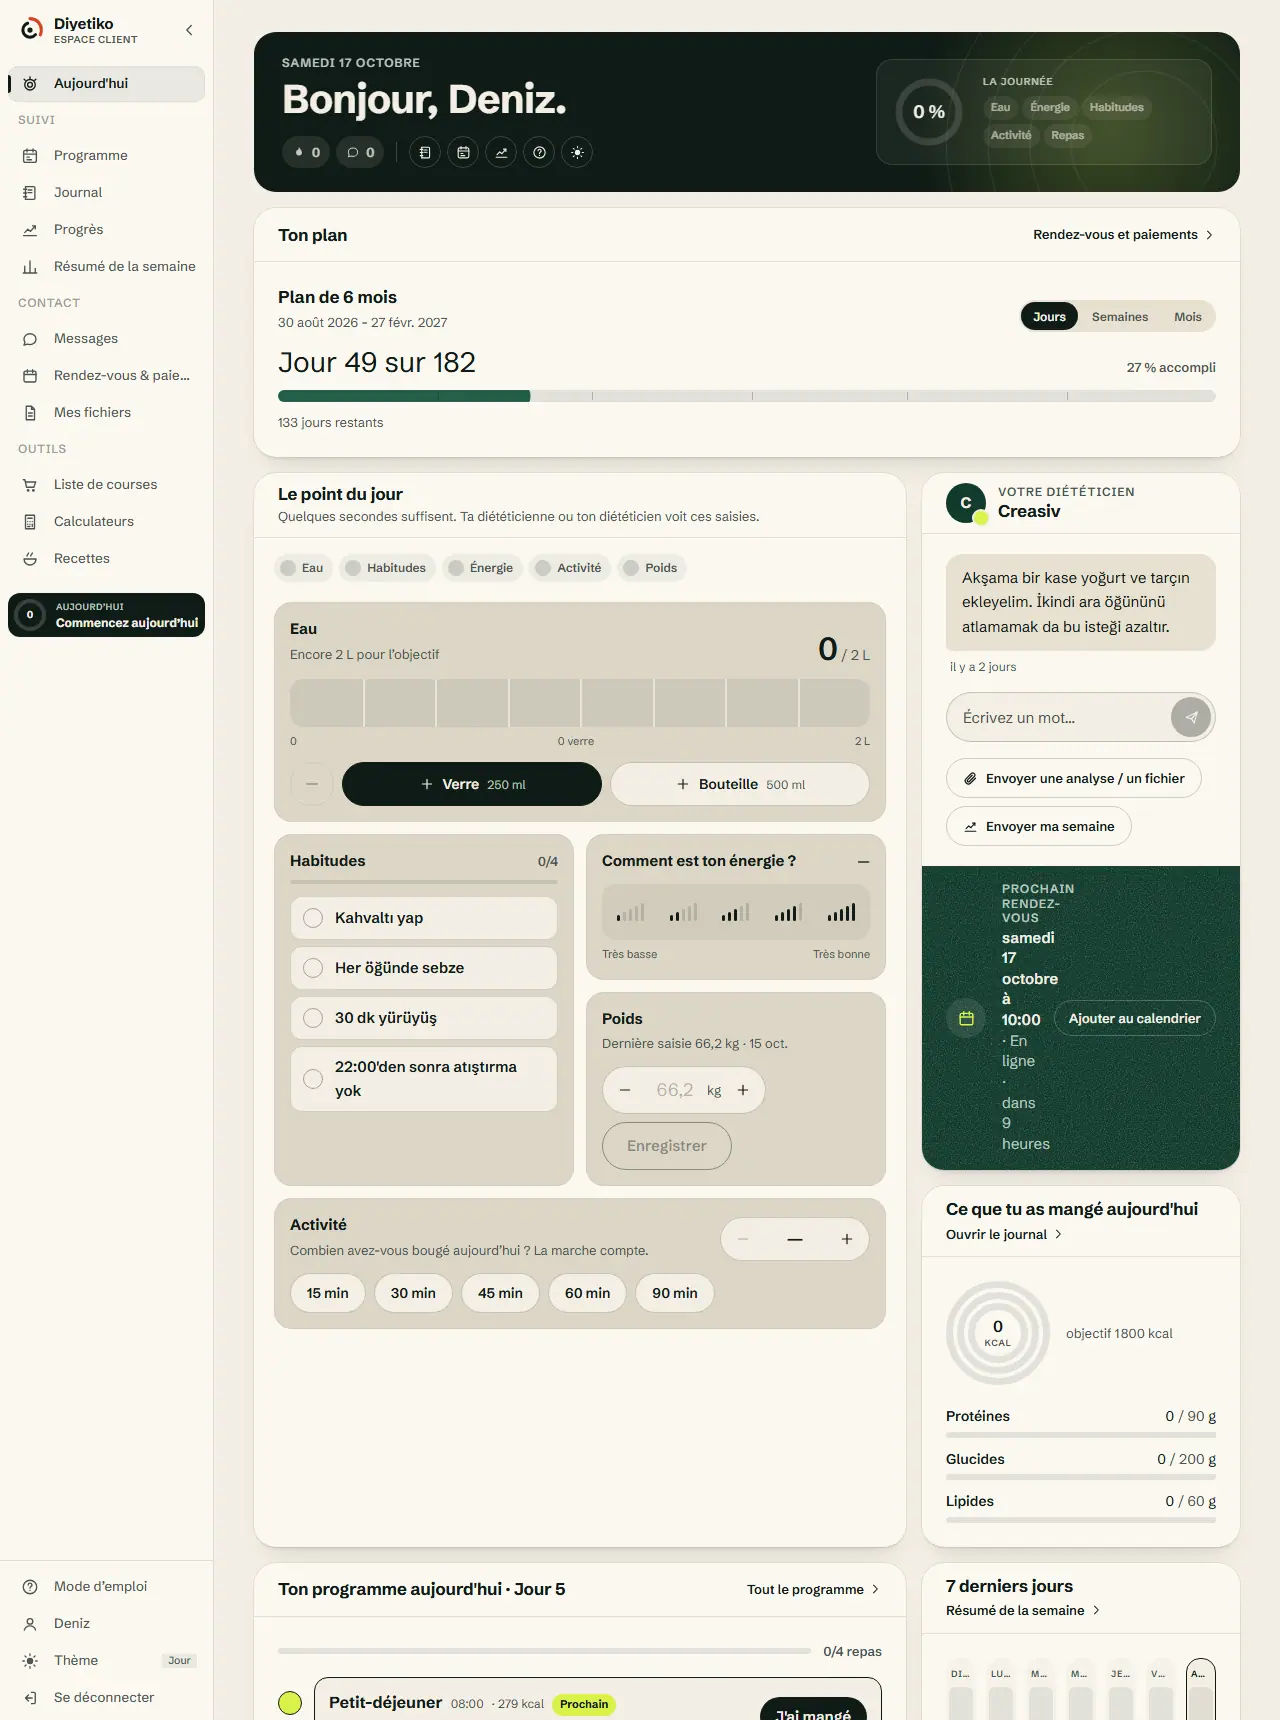 Diyetiko
ESPACE CLIENT
Aujourd'hui
SUIVI
Programme
Journal
Progrès
Résumé de la semaine
CONTACT
Messages
Rendez-vous & paie...
Mes fichiers
OUTILS
Liste de courses
Calculateurs
Recettes
0
AUJOURD'HUI
Commencez aujourd'hui
Mode d'emploi
Deniz
Thème
Jour
Se déconnecter
SAMEDI 17 OCTOBRE
Bonjour, Deniz.
0
0
0 %
LA JOURNÉE
Eau
Énergie
Habitudes
Activité
Repas
Ton plan
Rendez-vous et paiements
Plan de 6 mois
30 août 2026 - 27 févr. 2027
Jours
Semaines
Mois
Jour 49 sur 182
27 % accompli
133 jours restants
Le point du jour
Quelques secondes suffisent. Ta diététicienne ou ton diététicien voit ces saisies.
Eau
Habitudes
Énergie
Activité
Poids
Eau
Encore 2 L pour l'objectif
0 / 2 L
0
0 verre
2 L
Verre 250 ml
Bouteille 500 ml
Habitudes
0/4
Kahvaltı yap
Her öğünde sebze
30 dk yürüyüş
22:00'den sonra atıştırma
yok
Comment est ton énergie ?
Très basse
Très bonne
Poids
Dernière saisie 66,2 kg · 15 oct.
66,2 kg
Enregistrer
Activité
Combien avez-vous bougé aujourd'hui ? La marche compte.
15 min
30 min
45 min
60 min
90 min
C
VOTRE DIÉTÉTICIEN
Creasiv
Akşama bir kase yoğurt ve tarçın
ekleyelim. İkindi ara öğününü
atlamamak da bu isteği azaltır.
il y a 2 jours
Écrivez un mot...
Envoyer une analyse / un fichier
Envoyer ma semaine
PROCHAIN
RENDEZ-
VOUS
samedi
17
octobre
à
10:00
· En
ligne
·
dans
9
heures
Ajouter au calendrier
Ce que tu as mangé aujourd'hui
Ouvrir le journal
0
KCAL
objectif 1800 kcal
Protéines
0 / 90 g
Glucides
0 / 200 g
Lipides
0 / 60 g
Ton programme aujourd'hui · Jour 5
Tout le programme
0/4 repas
Petit-déjeuner 08:00 · 279 kcal Prochain
J'ai mangé
7 derniers jours
Résumé de la semaine
DI...
LU...
M...
M...
JE...
V...
A...